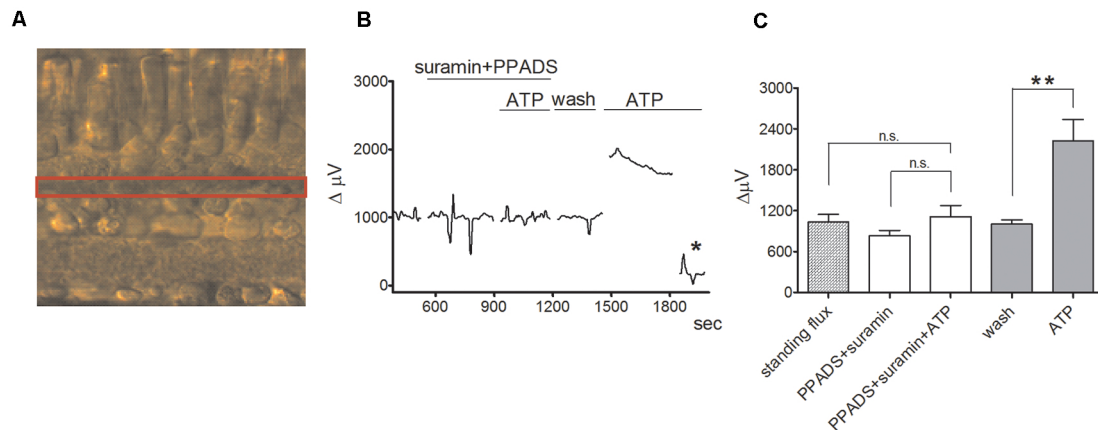 A
B
C
suramin+PPADS
ATP wash ATP
3000
2000
1000
0
Δ µV
*
600 900 1200 1500 1800
sec
3000
2400
1800
1200
600
0
ΔµV
**
n.s.
n.s.
standing flux
PPADS+suramin
PPADS+suramin+ATP
wash
ATP